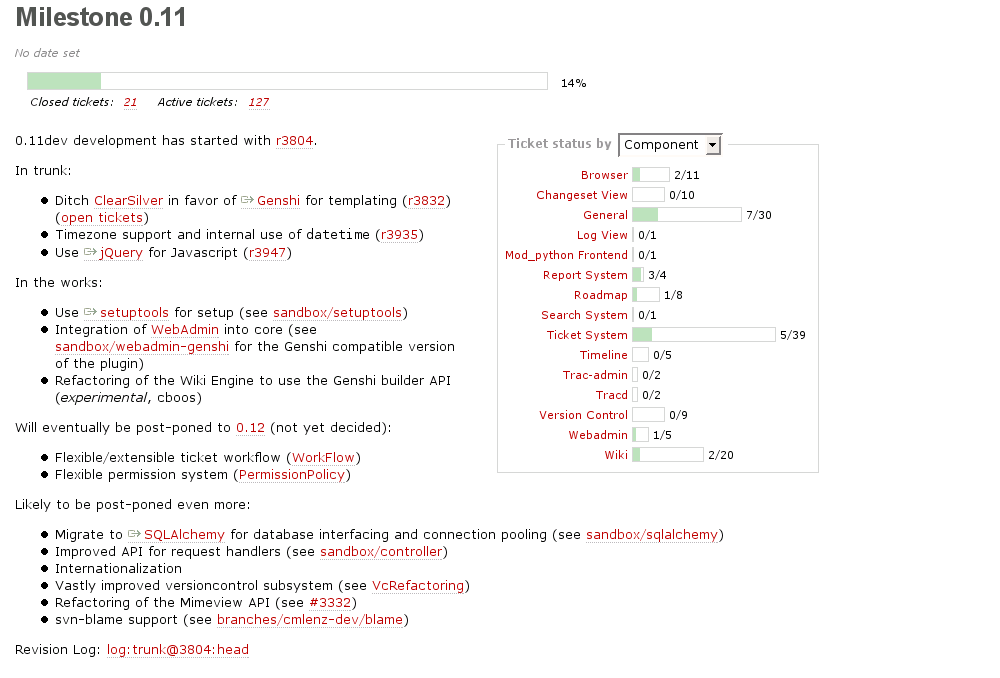 Milestone 0.11
No date set
14%
Closed tickets: 21 Active tickets: 127
0.11dev development has started with r3804.
In trunk:
Ditch ClearSilver in favor of Genshi for templating (r3832)
(open tickets)
Timezone support and internal use of datetime (r3935)
Use jQuery for Javascript (r3947)
In the works:
Use setuptools for setup (see sandbox/setuptools)
Integration of WebAdmin into core (see
sandbox/webadmin-genshi for the Genshi compatible version
of the plugin)
Refactoring of the Wiki Engine to use the Genshi builder API
(experimental, cboos)
Will eventually be post-poned to 0.12 (not yet decided):
Flexible/extensible ticket workflow (WorkFlow)
Flexible permission system (PermissionPolicy)
Likely to be post-poned even more:
Migrate to SQLAlchemy for database interfacing and connection pooling (see sandbox/sqlalchemy)
Improved API for request handlers (see sandbox/controller)
Internationalization
Vastly improved versioncontrol subsystem (see VcRefactoring)
Refactoring of the Mimeview API (see #3332)
svn-blame support (see branches/cmlenz-dev/blame)
Revision Log: log:trunk@3804:head
Ticket status by Component
Browser 2/11
Changeset View 0/10
General 7/30
Log View 0/1
Mod_python Frontend 0/1
Report System 3/4
Roadmap 1/8
Search System 0/1
Ticket System 5/39
Timeline 0/5
Trac-admin 0/2
Tracd 0/2
Version Control 0/9
Webadmin 1/5
Wiki 2/20